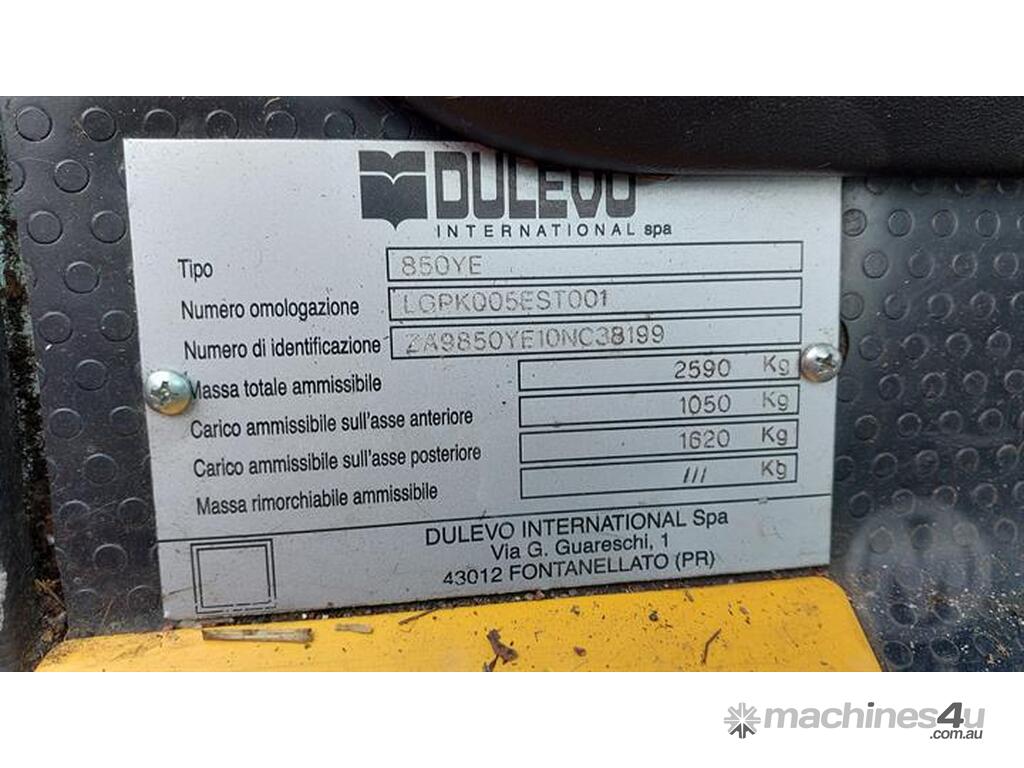 DULEVO
INTERNATIONAL spa
Tipo 850YE
Numero omologazione LGPK005EST001
Numero di identificazione ZA9850YE10NC38199
Massa totale ammissibile 2590 Kg
Carico ammissibile sull'asse anteriore 1050 Kg
Carico ammissibile sull'asse posteriore 1620 Kg
Massa rimorchiabile ammissibile /// Kg
DULEVO INTERNATIONAL Spa
Via G. Guareschi, 1
43012 FONTANELLATO (PR)
machines4u
.com.au